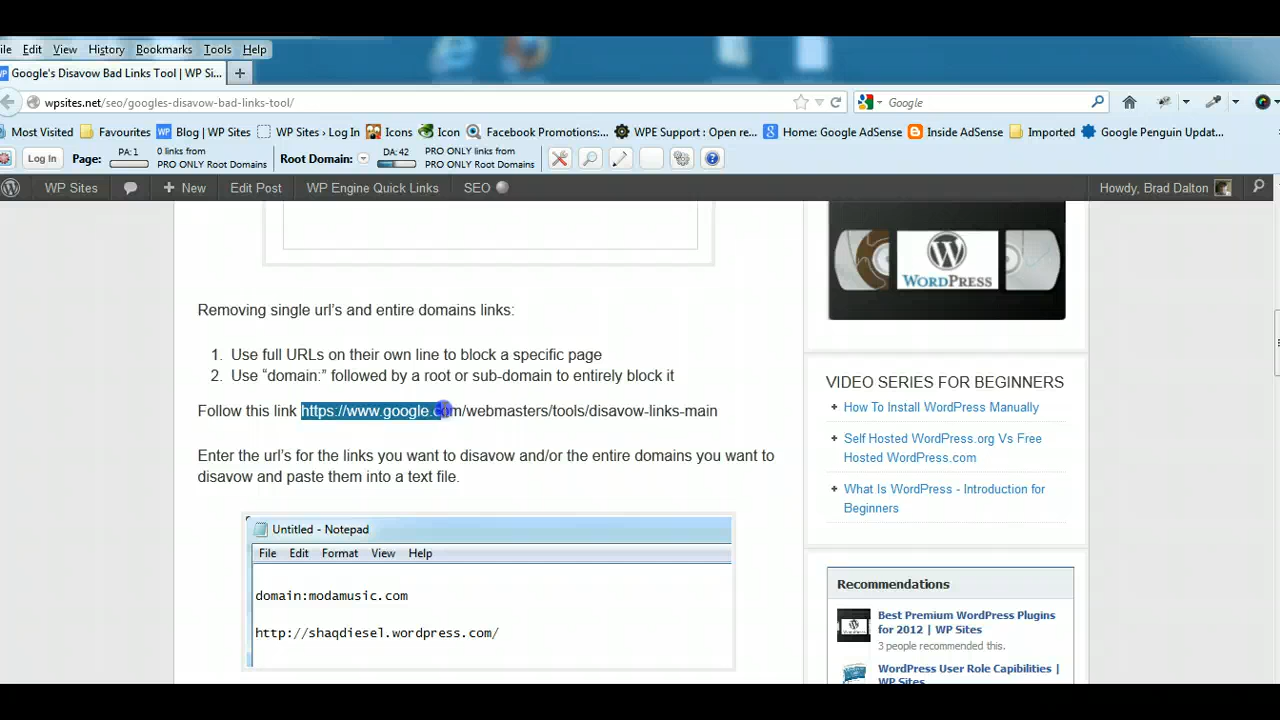 ile Edit View History Bookmarks Tools Help
Google's Disavow Bad Links Tool | WP Si... +
wpsites.net/seo/googles-disavow-bad-links-tool/ Google
Most Visited Favourites Blog | WP Sites WP Sites › Log In Icons Icon Facebook Promotions:... WPE Support : Open re... Home: Google AdSense Inside AdSense Imported Google Penguin Updat...
Log In Page: PA: 1 0 links from Root Domain: DA: 42 PRO ONLY links from
PRO ONLY Root Domains PRO ONLY Root Domains
WP Sites + New Edit Post WP Engine Quick Links SEO Howdy, Brad Dalton
WORDPRESS
Removing single url's and entire domains links:
1. Use full URLs on their own line to block a specific page
2. Use “domain:” followed by a root or sub-domain to entirely block it
Follow this link https://www.google.com/webmasters/tools/disavow-links-main
Enter the url's for the links you want to disavow and/or the entire domains you want to
disavow and paste them into a text file.
Untitled - Notepad
File Edit Format View Help
domain:modamusic.com
http://shaqdiesel.wordpress.com/
VIDEO SERIES FOR BEGINNERS
How To Install WordPress Manually
Self Hosted WordPress.org Vs Free
Hosted WordPress.com
What Is WordPress - Introduction for
Beginners
Recommendations
Best Premium WordPress Plugins
for 2012 | WP Sites
3 people recommended this.
WordPress User Role Capibilities |
WP Sites